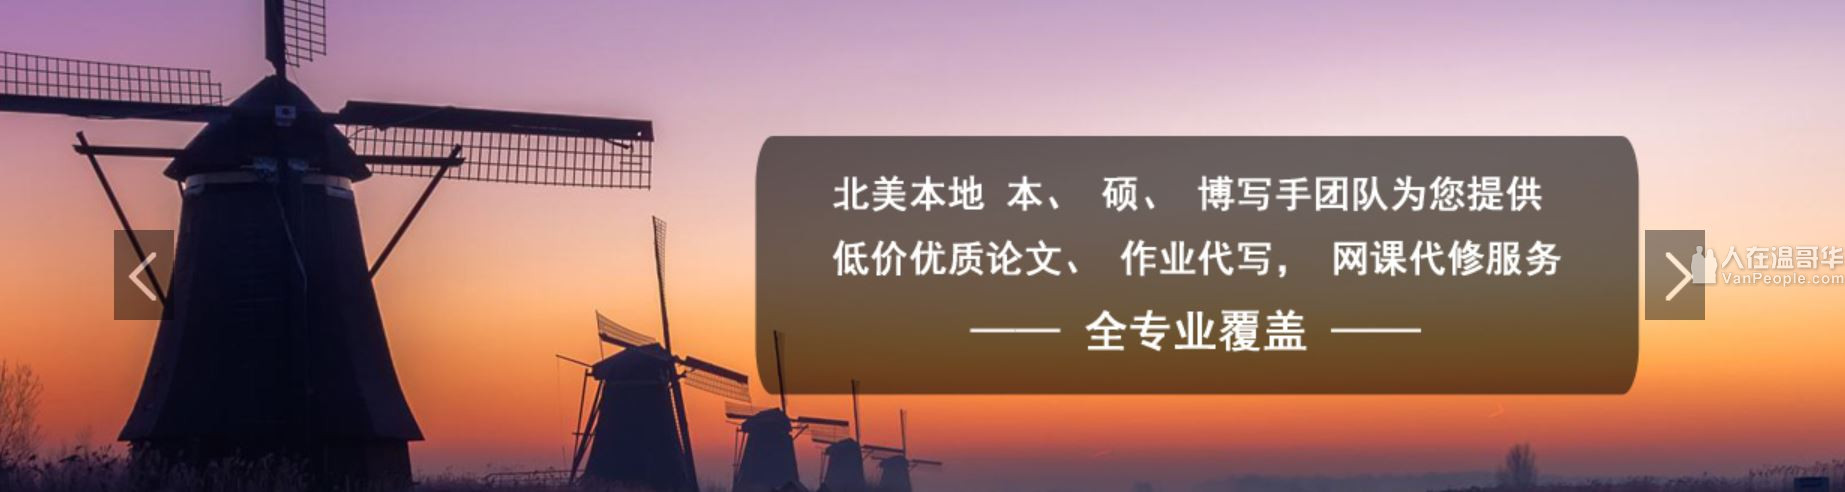 北美本地 本、 硕、 博写手团队为您提供
低价优质论文、 作业代写， 网课代修服务
—— 全专业覆盖 ——
人在温哥华
VanPeople.com